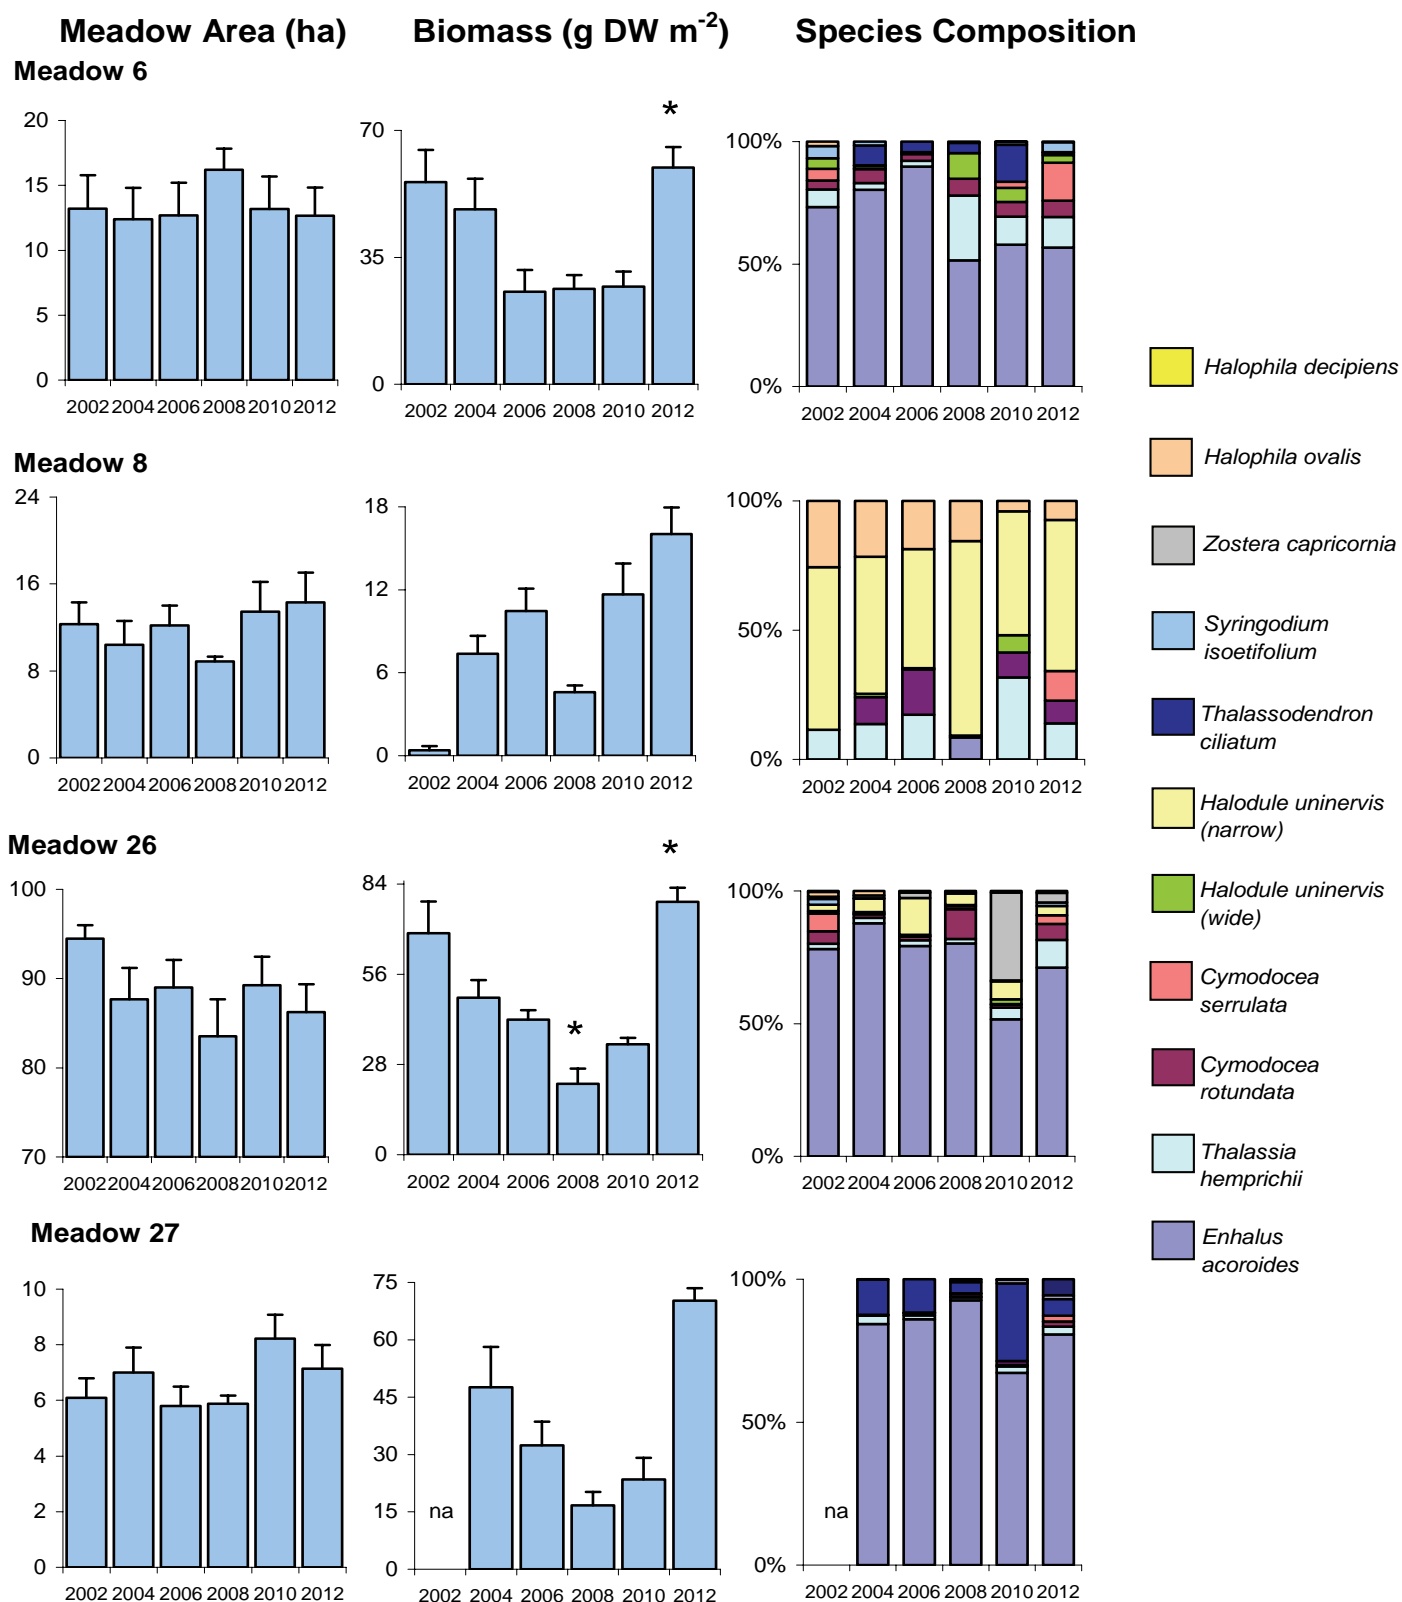 Meadow Area (ha) Biomass (g DW m-2) Species Composition
Meadow 6
20
15
10
5
0
2002 2004 2006 2008 2010 2012
70
35
0
*
2002 2004 2006 2008 2010 2012
100%
50%
0%
2002 2004 2006 2008 2010 2012
Meadow 8
24
16
8
0
2002 2004 2006 2008 2010 2012
18
12
6
0
2002 2004 2006 2008 2010 2012
100%
50%
0%
2002 2004 2006 2008 2010 2012
Meadow 26
100
90
80
70
2002 2004 2006 2008 2010 2012
84
56
28
0
*
*
2002 2004 2006 2008 2010 2012
100%
50%
0%
2002 2004 2006 2008 2010 2012
Meadow 27
10
8
6
4
2
0
2002 2004 2006 2008 2010 2012
75
60
45
30
15
0
na
2002 2004 2006 2008 2010 2012
100%
50%
0%
na
2002 2004 2006 2008 2010 2012
Halophila decipiens
Halophila ovalis
Zostera capricornia
Syringodium
isoetifolium
Thalassodendron
ciliatum
Halodule uninervis
(narrow)
Halodule uninervis
(wide)
Cymodocea
serrulata
Cymodocea
rotundata
Thalassia
hemprichii
Enhalus
acoroides